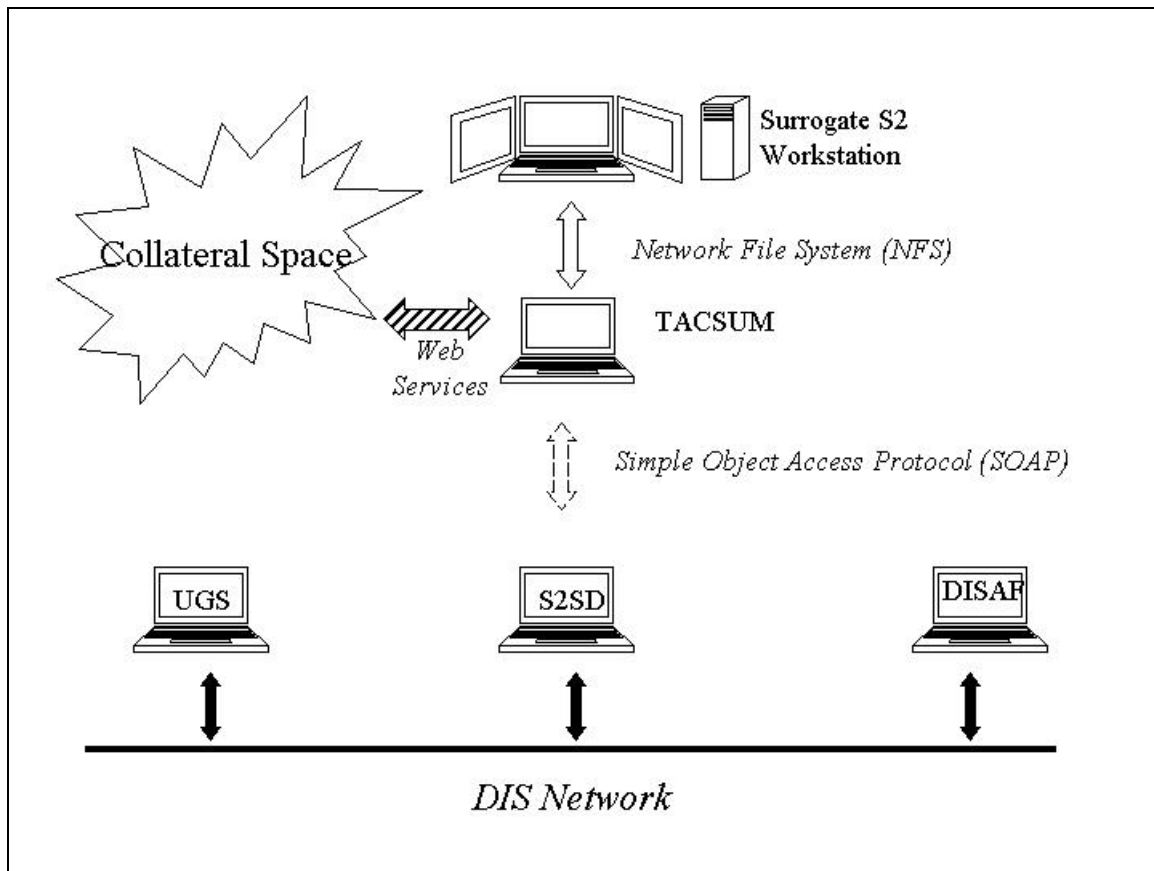 Surrogate S2
Workstation
Collateral Space
Network File System (NFS)
TACSUM
Web
Services
Simple Object Access Protocol (SOAP)
UGS
S2SD
DISAF
DIS Network